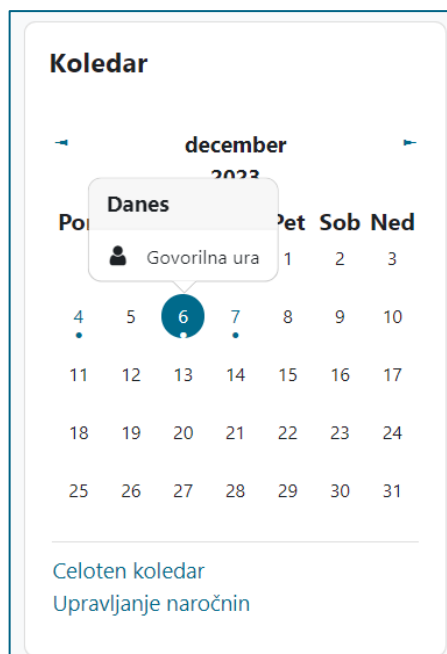 Koledar
december
2023
Danes
Govorilna ura
Pet Sob Ned
1 2 3
4 5 6 7 8 9 10
11 12 13 14 15 16 17
18 19 20 21 22 23 24
25 26 27 28 29 30 31
Celoten koledar
Upravljanje naročnin